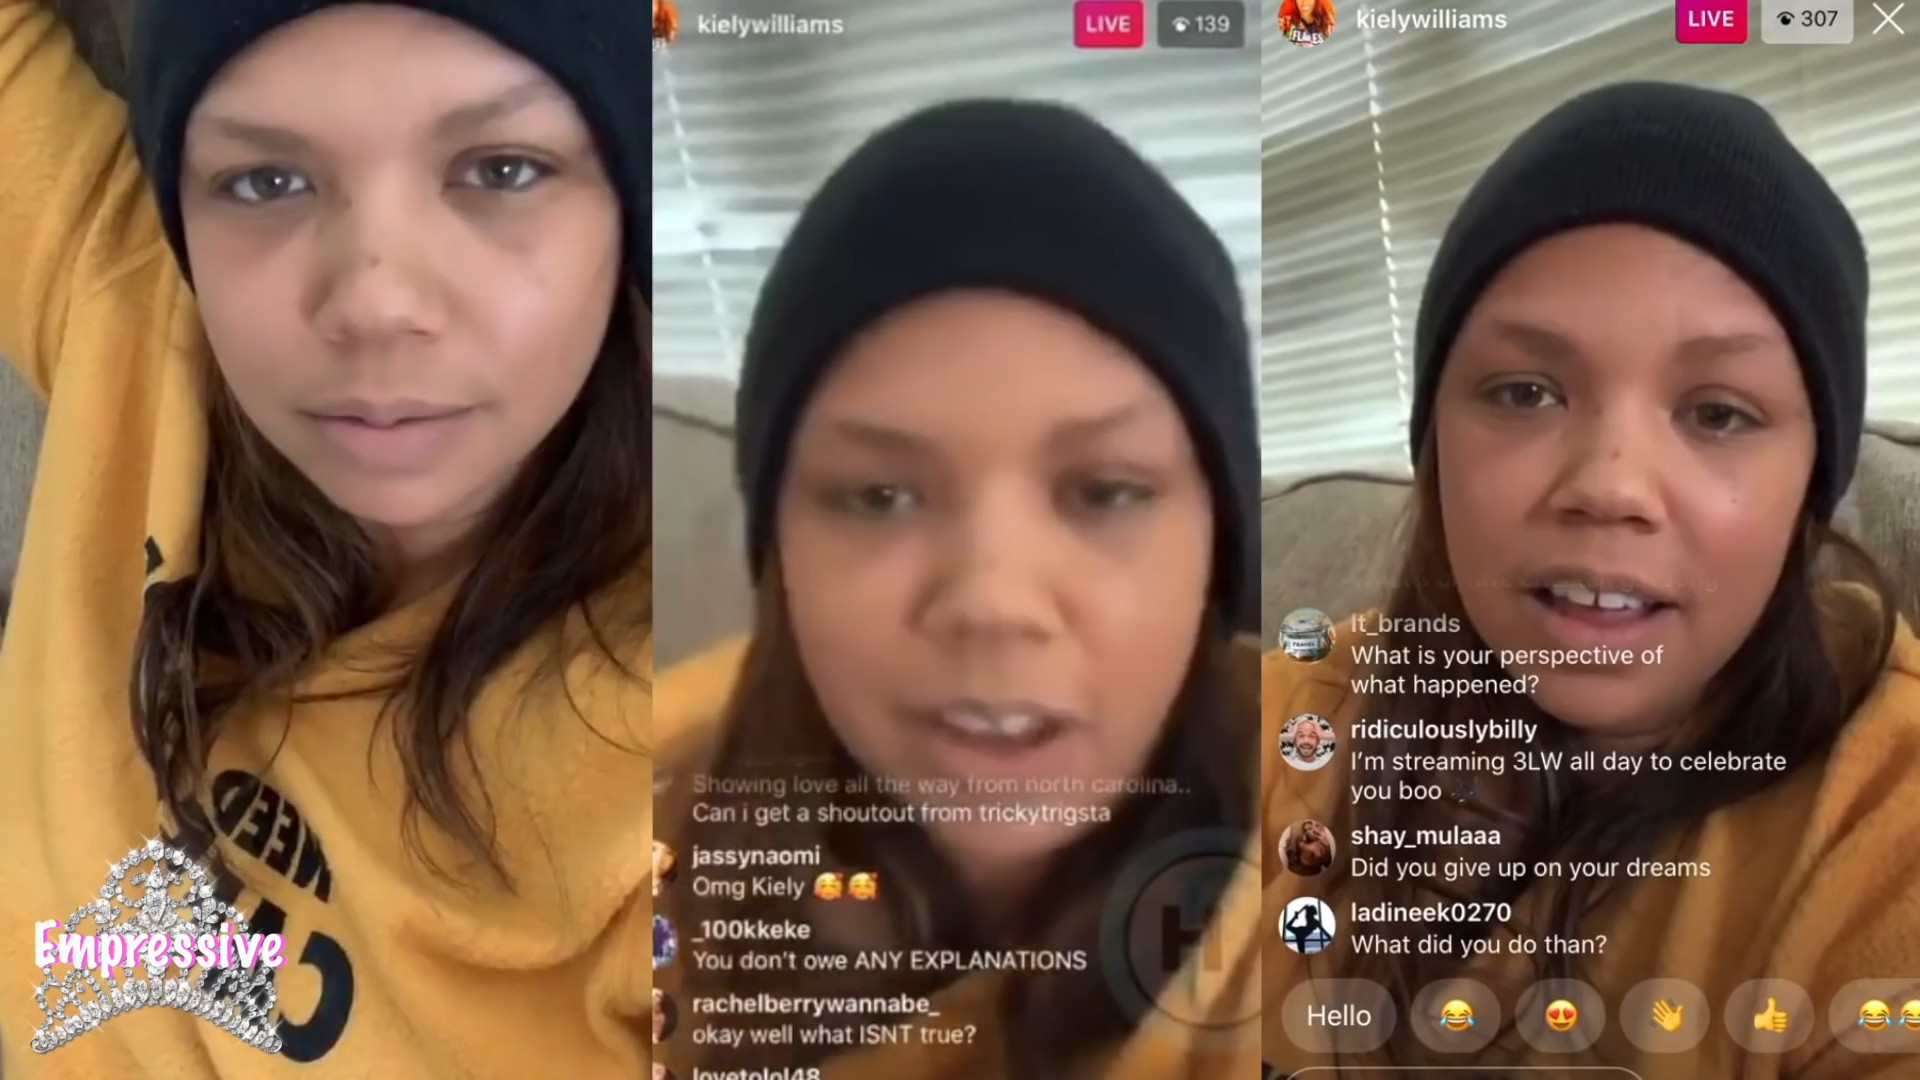 Empressive
kielywilliams
LIVE
139
Showing love all the way from north carolina..
Can i get a shoutout from trickytrigsta
jassynaomi
Omg Kiely 🥰🥰
_100kkeke
You don't owe ANY EXPLANATIONS
rachelberrywannabe_
okay well what ISNT true?
lovetolol48
kielywilliams
LIVE
307
lt_brands
What is your perspective of
what happened?
ridiculouslybilly
I'm streaming 3LW all day to celebrate
you boo
shay_mulaaa
Did you give up on your dreams
ladineek0270
What did you do than?
Hello 😂 😍 👋 👍 😂